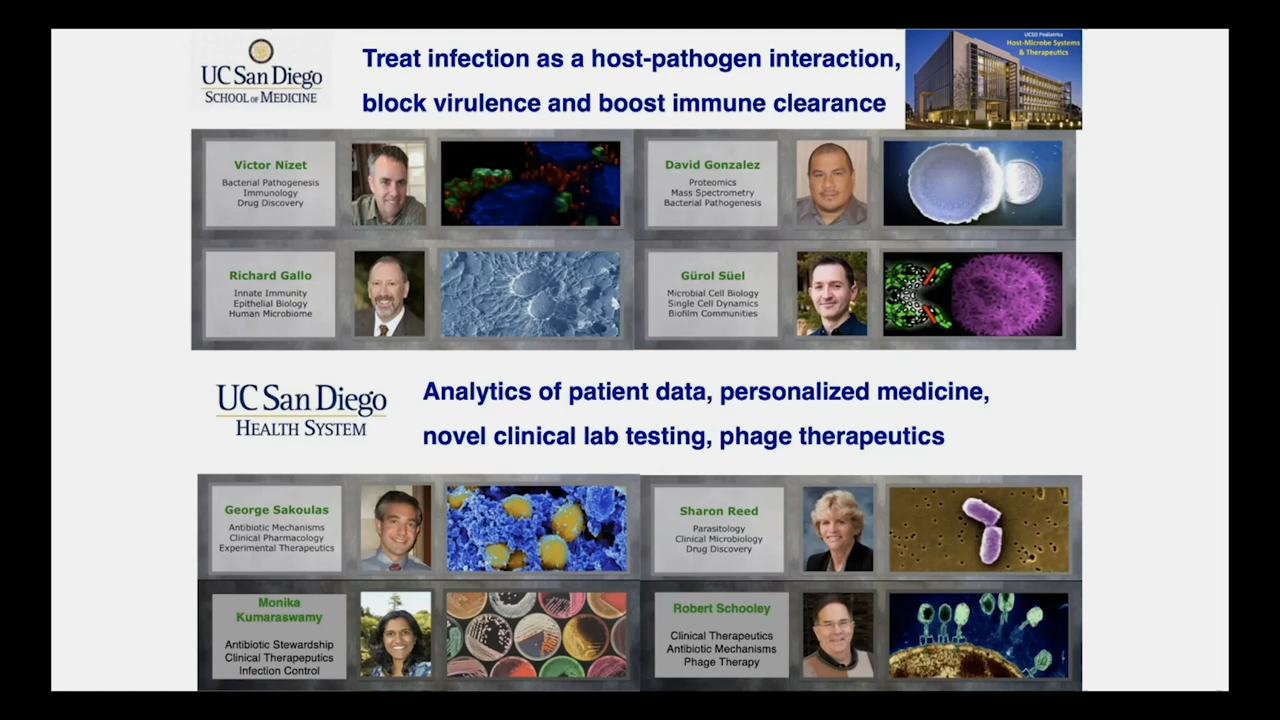 UC San Diego
SCHOOL OF MEDICINE
Treat infection as a host-pathogen interaction,
block virulence and boost immune clearance
UCSD Pediatrics
Host-Microbe Systems
& Therapeutics
Victor Nizet
Bacterial Pathogenesis
Immunology
Drug Discovery
David Gonzalez
Proteomics
Mass Spectrometry
Bacterial Pathogenesis
Richard Gallo
Innate Immunity
Epithelial Biology
Human Microbiome
Gürol Süel
Microbial Cell Biology
Single Cell Dynamics
Biofilm Communities
UC San Diego
HEALTH SYSTEM
Analytics of patient data, personalized medicine,
novel clinical lab testing, phage therapeutics
George Sakoulas
Antibiotic Mechanisms
Clinical Pharmacology
Experimental Therapeutics
Sharon Reed
Parasitology
Clinical Microbiology
Drug Discovery
Monika
Kumaraswamy
Antibiotic Stewardship
Clinical Therapeputics
Infection Control
Robert Schooley
Clinical Therapeutics
Antibiotic Mechanisms
Phage Therapy